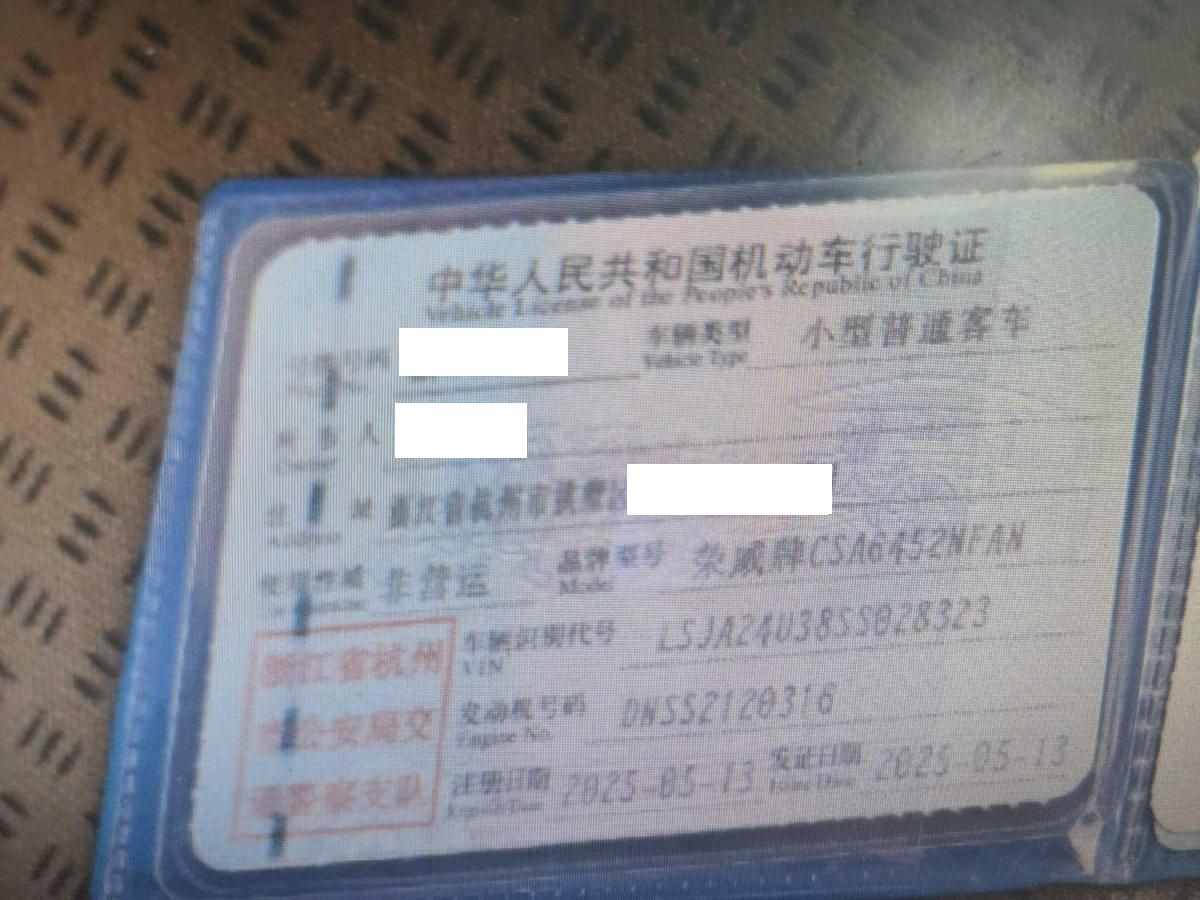 中华人民共和国机动车行驶证
Vehicle License of the People's Republic of China
号牌号码 车辆类型 小型普通客车
Vehicle Type
所有人
Owner
住址 浙江省杭州市
Address
使用性质 非营运 品牌型号 荣威牌CSA6452NFAN
Model
车辆识别代号 LSJA24U38SS028323
VIN
发动机号码 DNSS2120316
Engine No.
注册日期 2025-05-13 发证日期 2025-05-13
Register Date Issue Date
浙江省杭州
市公安局交
通警察支队